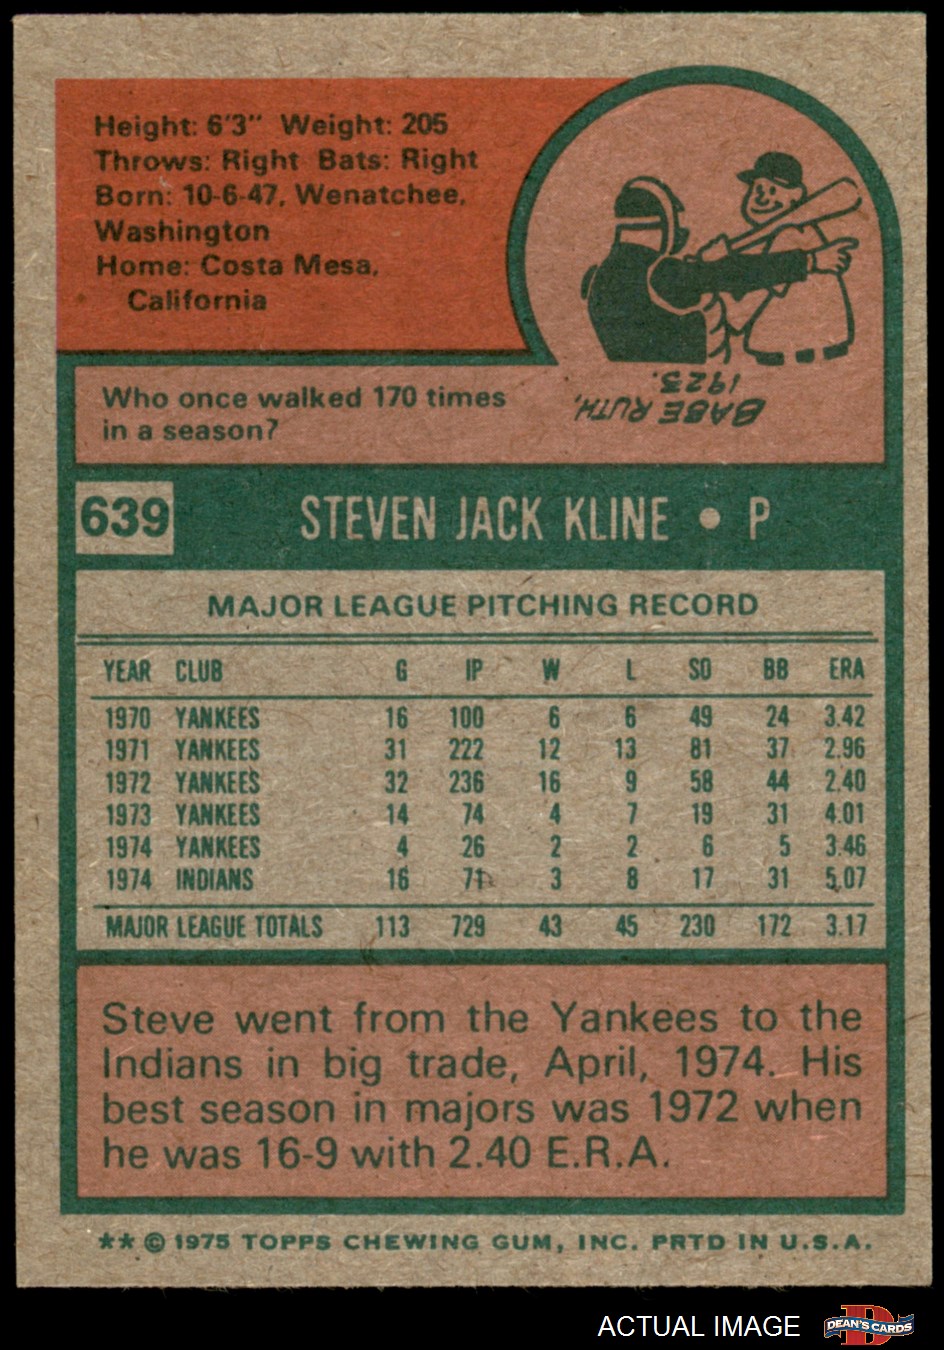 Height: 6'3" Weight: 205
Throws: Right Bats: Right
Born: 10-6-47, Wenatchee,
Washington
Home: Costa Mesa,
California
Who once walked 170 times
in a season?
BABE RUTH,
1923.
639 STEVEN JACK KLINE • P
MAJOR LEAGUE PITCHING RECORD
YEAR CLUB G IP W L SO BB ERA
1970 YANKEES 16 100 6 6 49 24 3.42
1971 YANKEES 31 222 12 13 81 37 2.96
1972 YANKEES 32 236 16 9 58 44 2.40
1973 YANKEES 14 74 4 7 19 31 4.01
1974 YANKEES 4 26 2 2 6 5 3.46
1974 INDIANS 16 71 3 8 17 31 5.07
MAJOR LEAGUE TOTALS 113 729 43 45 230 172 3.17
Steve went from the Yankees to the
Indians in big trade, April, 1974. His
best season in majors was 1972 when
he was 16-9 with 2.40 E.R.A.
** © 1975 TOPPS CHEWING GUM, INC. PRTD IN U.S.A.
ACTUAL IMAGE
D
DEAN'S CARDS